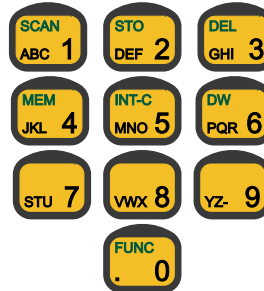 SCAN STO DEL
ABC 1 DEF 2 GHI 3
MEM INT-C DW
JKL 4 MNO 5 PQR 6
STU 7 VWX 8 YZ- 9
FUNC
. 0